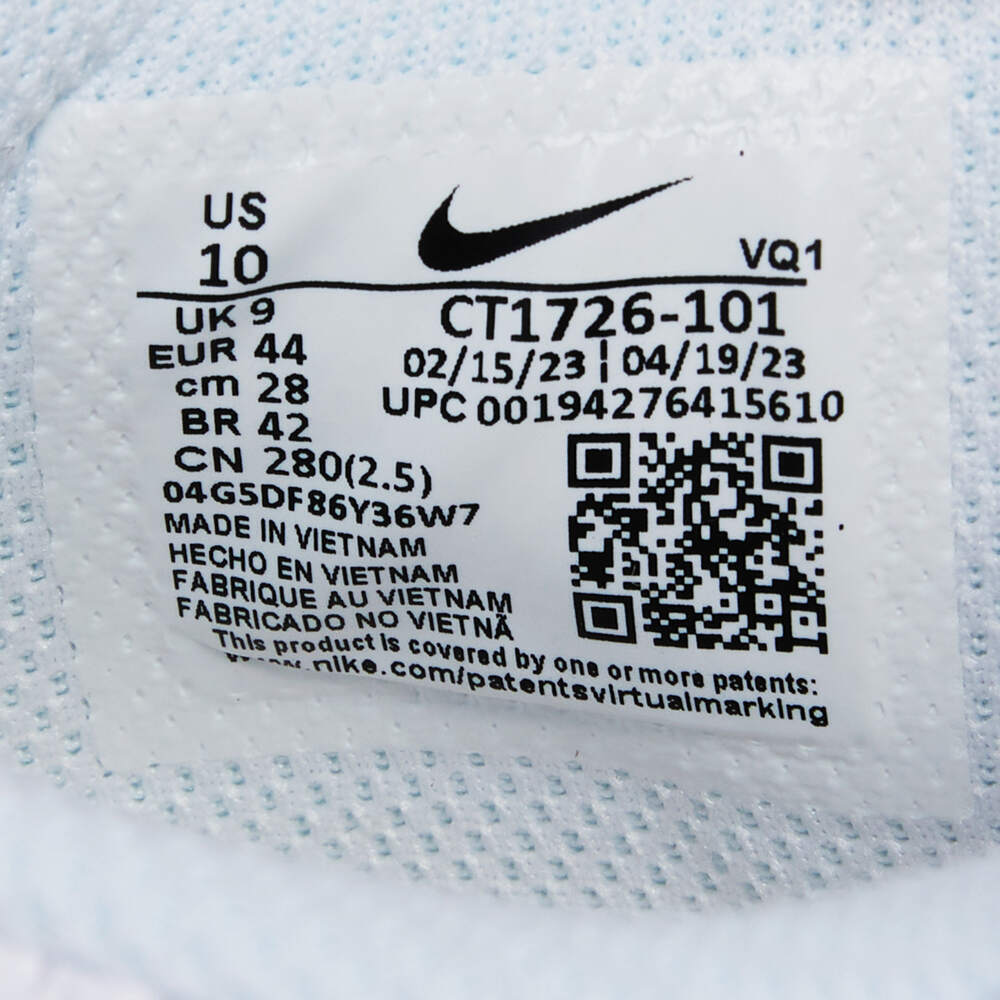 US
10
VQ1
UK 9
EUR 44
cm 28
BR 42
CN 280(2.5)
CT1726-101
02/15/23 | 04/19/23
UPC 00194276415610
04G5DF86Y36W7
MADE IN VIETNAM
HECHO EN VIETNAM
FABRIQUE AU VIETNAM
FABRICADO NO VIETNÃ
This product is covered by one or more patents:
www.nike.com/patentsvirtualmarking